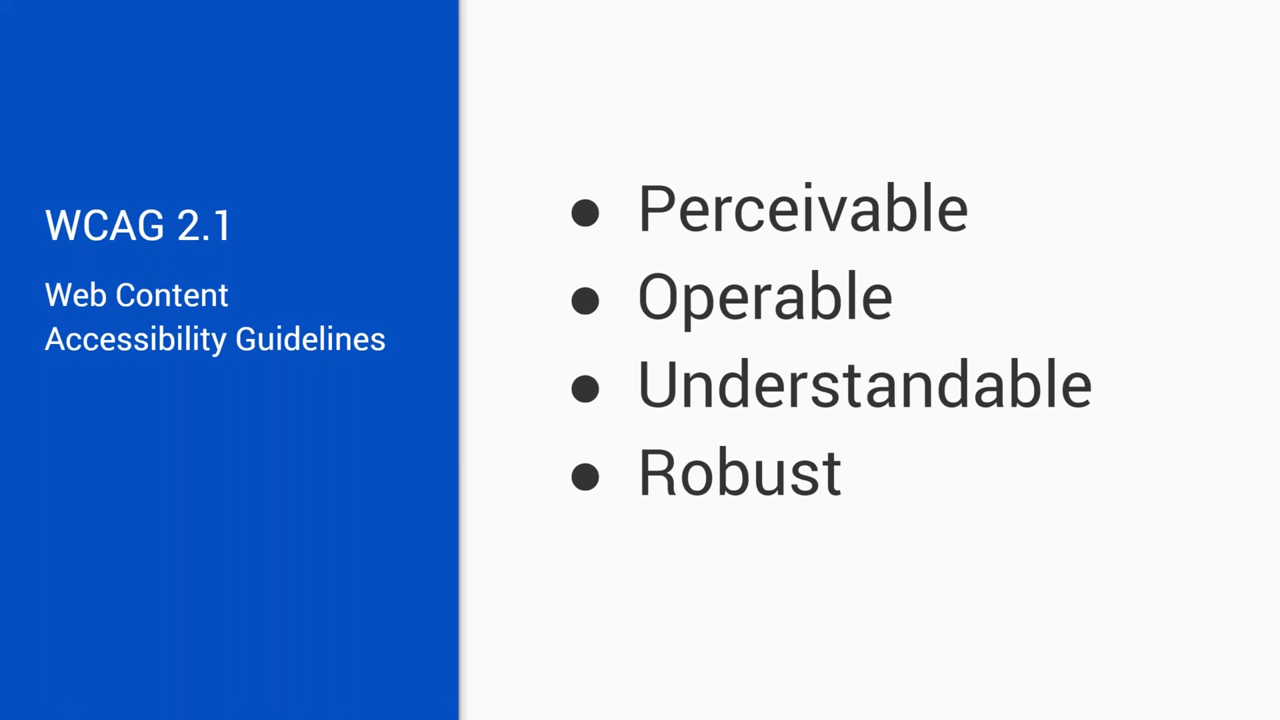 WCAG 2.1
Web Content
Accessibility Guidelines
● Perceivable
● Operable
● Understandable
● Robust